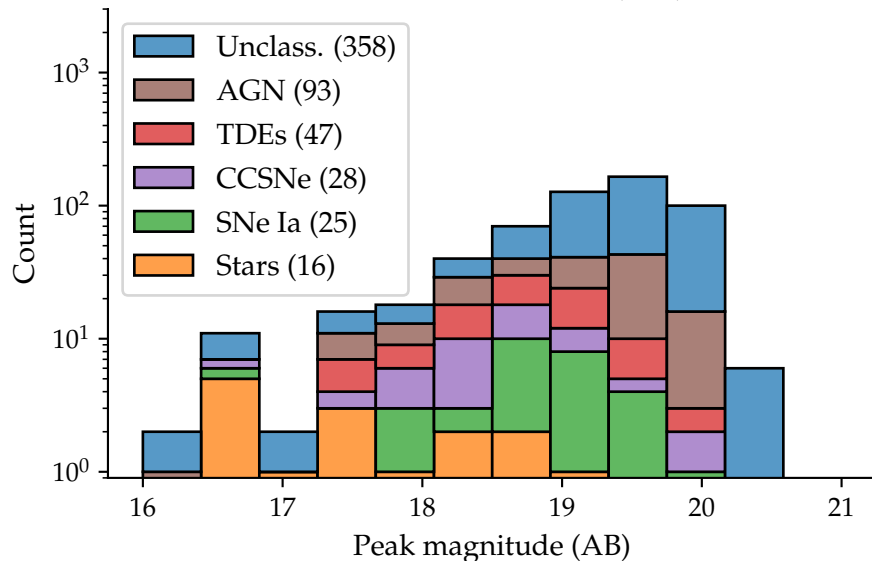 Unclass. (358)
AGN (93)
TDEs (47)
CCSNe (28)
SNe Ia (25)
Stars (16)
Count
10³
10²
10¹
10⁰
16 17 18 19 20 21
Peak magnitude (AB)